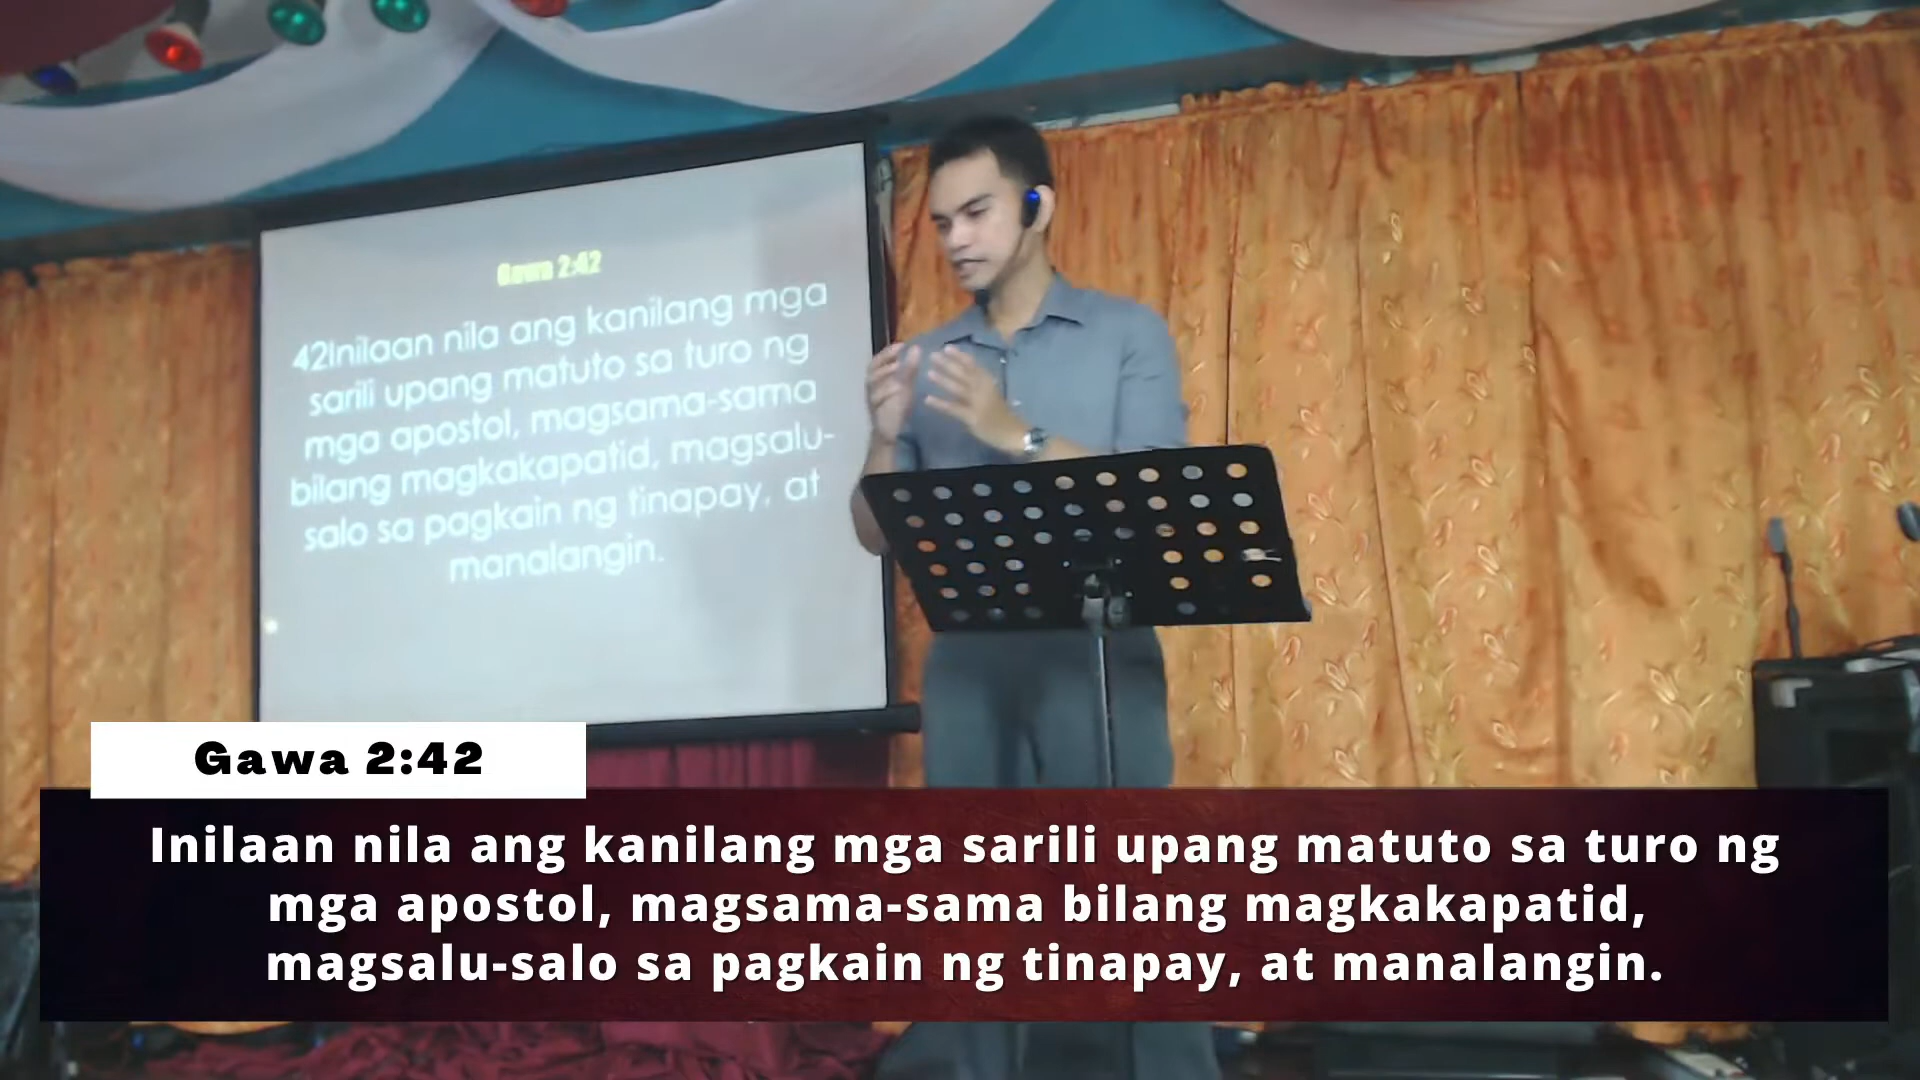 Gawa 2:42
42Inilaan nila ang kanilang mga
sarili upang matuto sa turo ng
mga apostol, magsama-sama
bilang magkakapatid, magsalu-
salo sa pagkain ng tinapay, at
manalangin.
Gawa 2:42
Inilaan nila ang kanilang mga sarili upang matuto sa turo ng
mga apostol, magsama-sama bilang magkakapatid,
magsalu-salo sa pagkain ng tinapay, at manalangin.